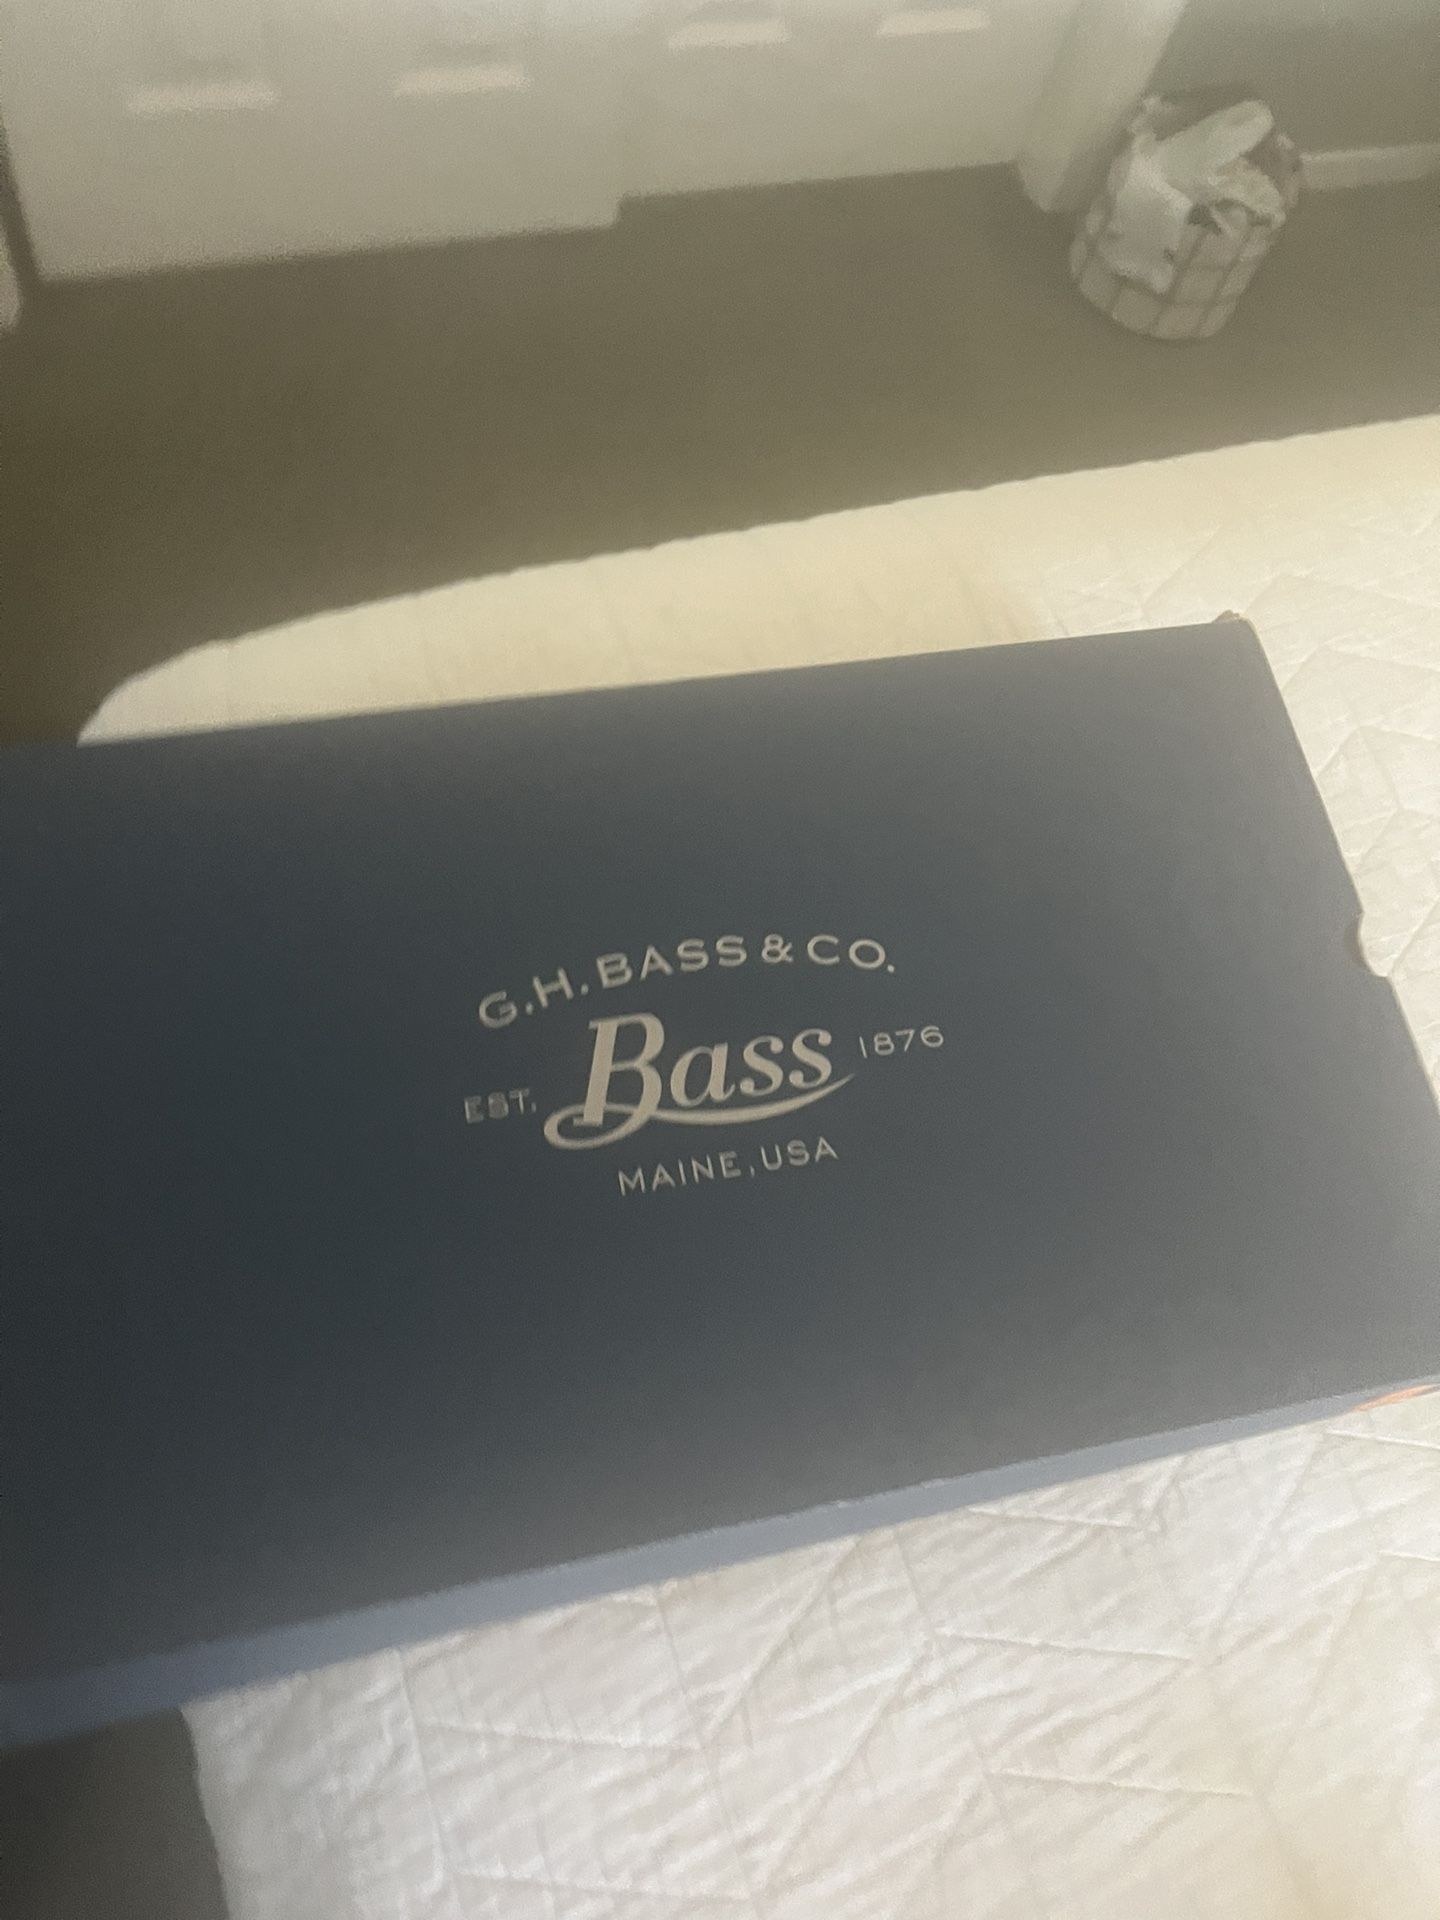 G.H. BASS & CO.
EST. Bass 1876
MAINE, USA